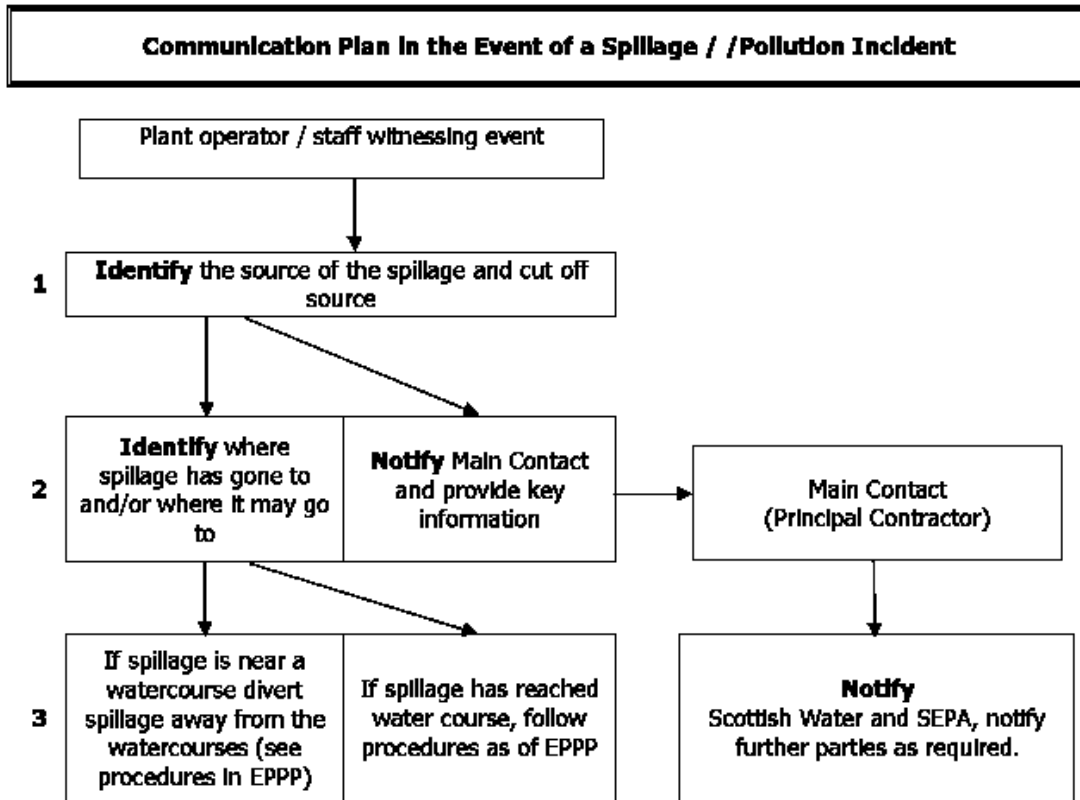 Communication Plan in the Event of a Spillage / /Pollution Incident
Plant operator / staff witnessing event
1
Identify the source of the spillage and cut off
source
2
Identify where
spillage has gone to
and/or where it may go
to
Notify Main Contact
and provide key
information
Main Contact
(Principal Contractor)
3
If spillage is near a
watercourse divert
spillage away from the
watercourses (see
procedures in EPPP)
If spillage has reached
water course, follow
procedures as of EPPP
Notify
Scottish Water and SEPA, notify
further parties as required.